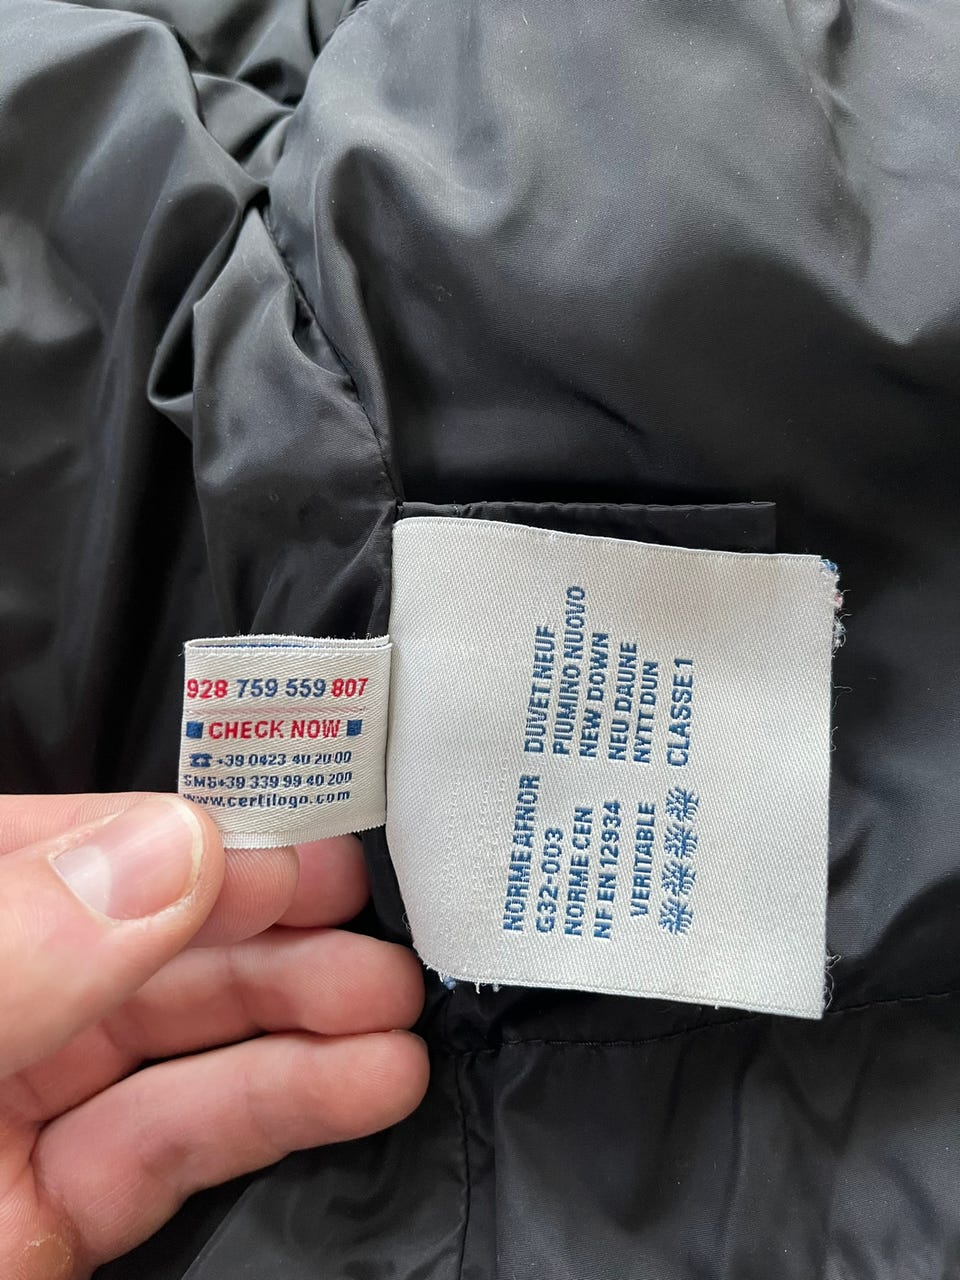 928 759 559 807
CHECK NOW
+39 0423 40 20 00
SMS+39 339 99 40 200
www.certilogo.com
NORME AFNOR
G32-003
NORME CEN
NF EN 12934
VERITABLE
DUVET NEUF
PIUMINO NUOVO
NEW DOWN
NEU DAUNE
NYTT DUN
CLASSE 1